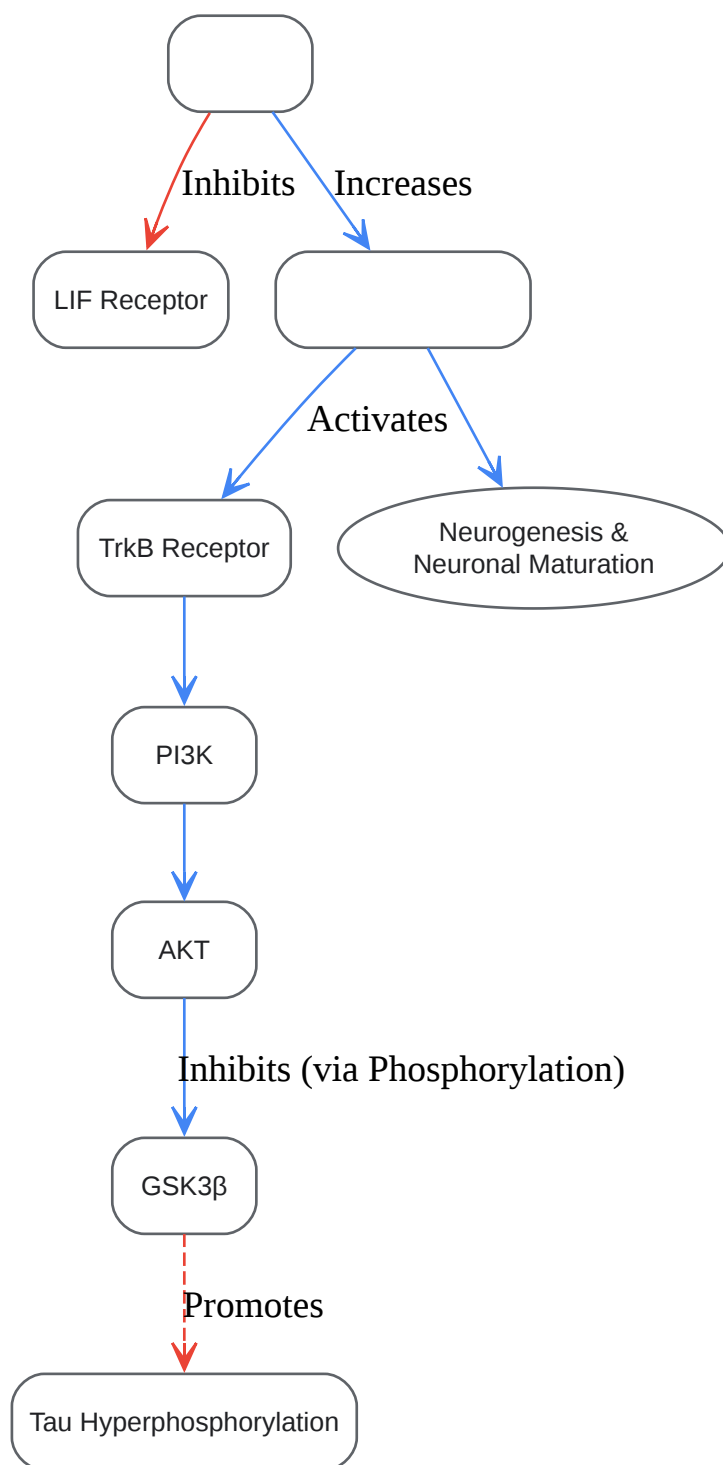 Inhibits
Increases
LIF Receptor
Activates
TrkB Receptor
Neurogenesis &
Neuronal Maturation
PI3K
AKT
Inhibits (via Phosphorylation)
GSK3β
Promotes
Tau Hyperphosphorylation